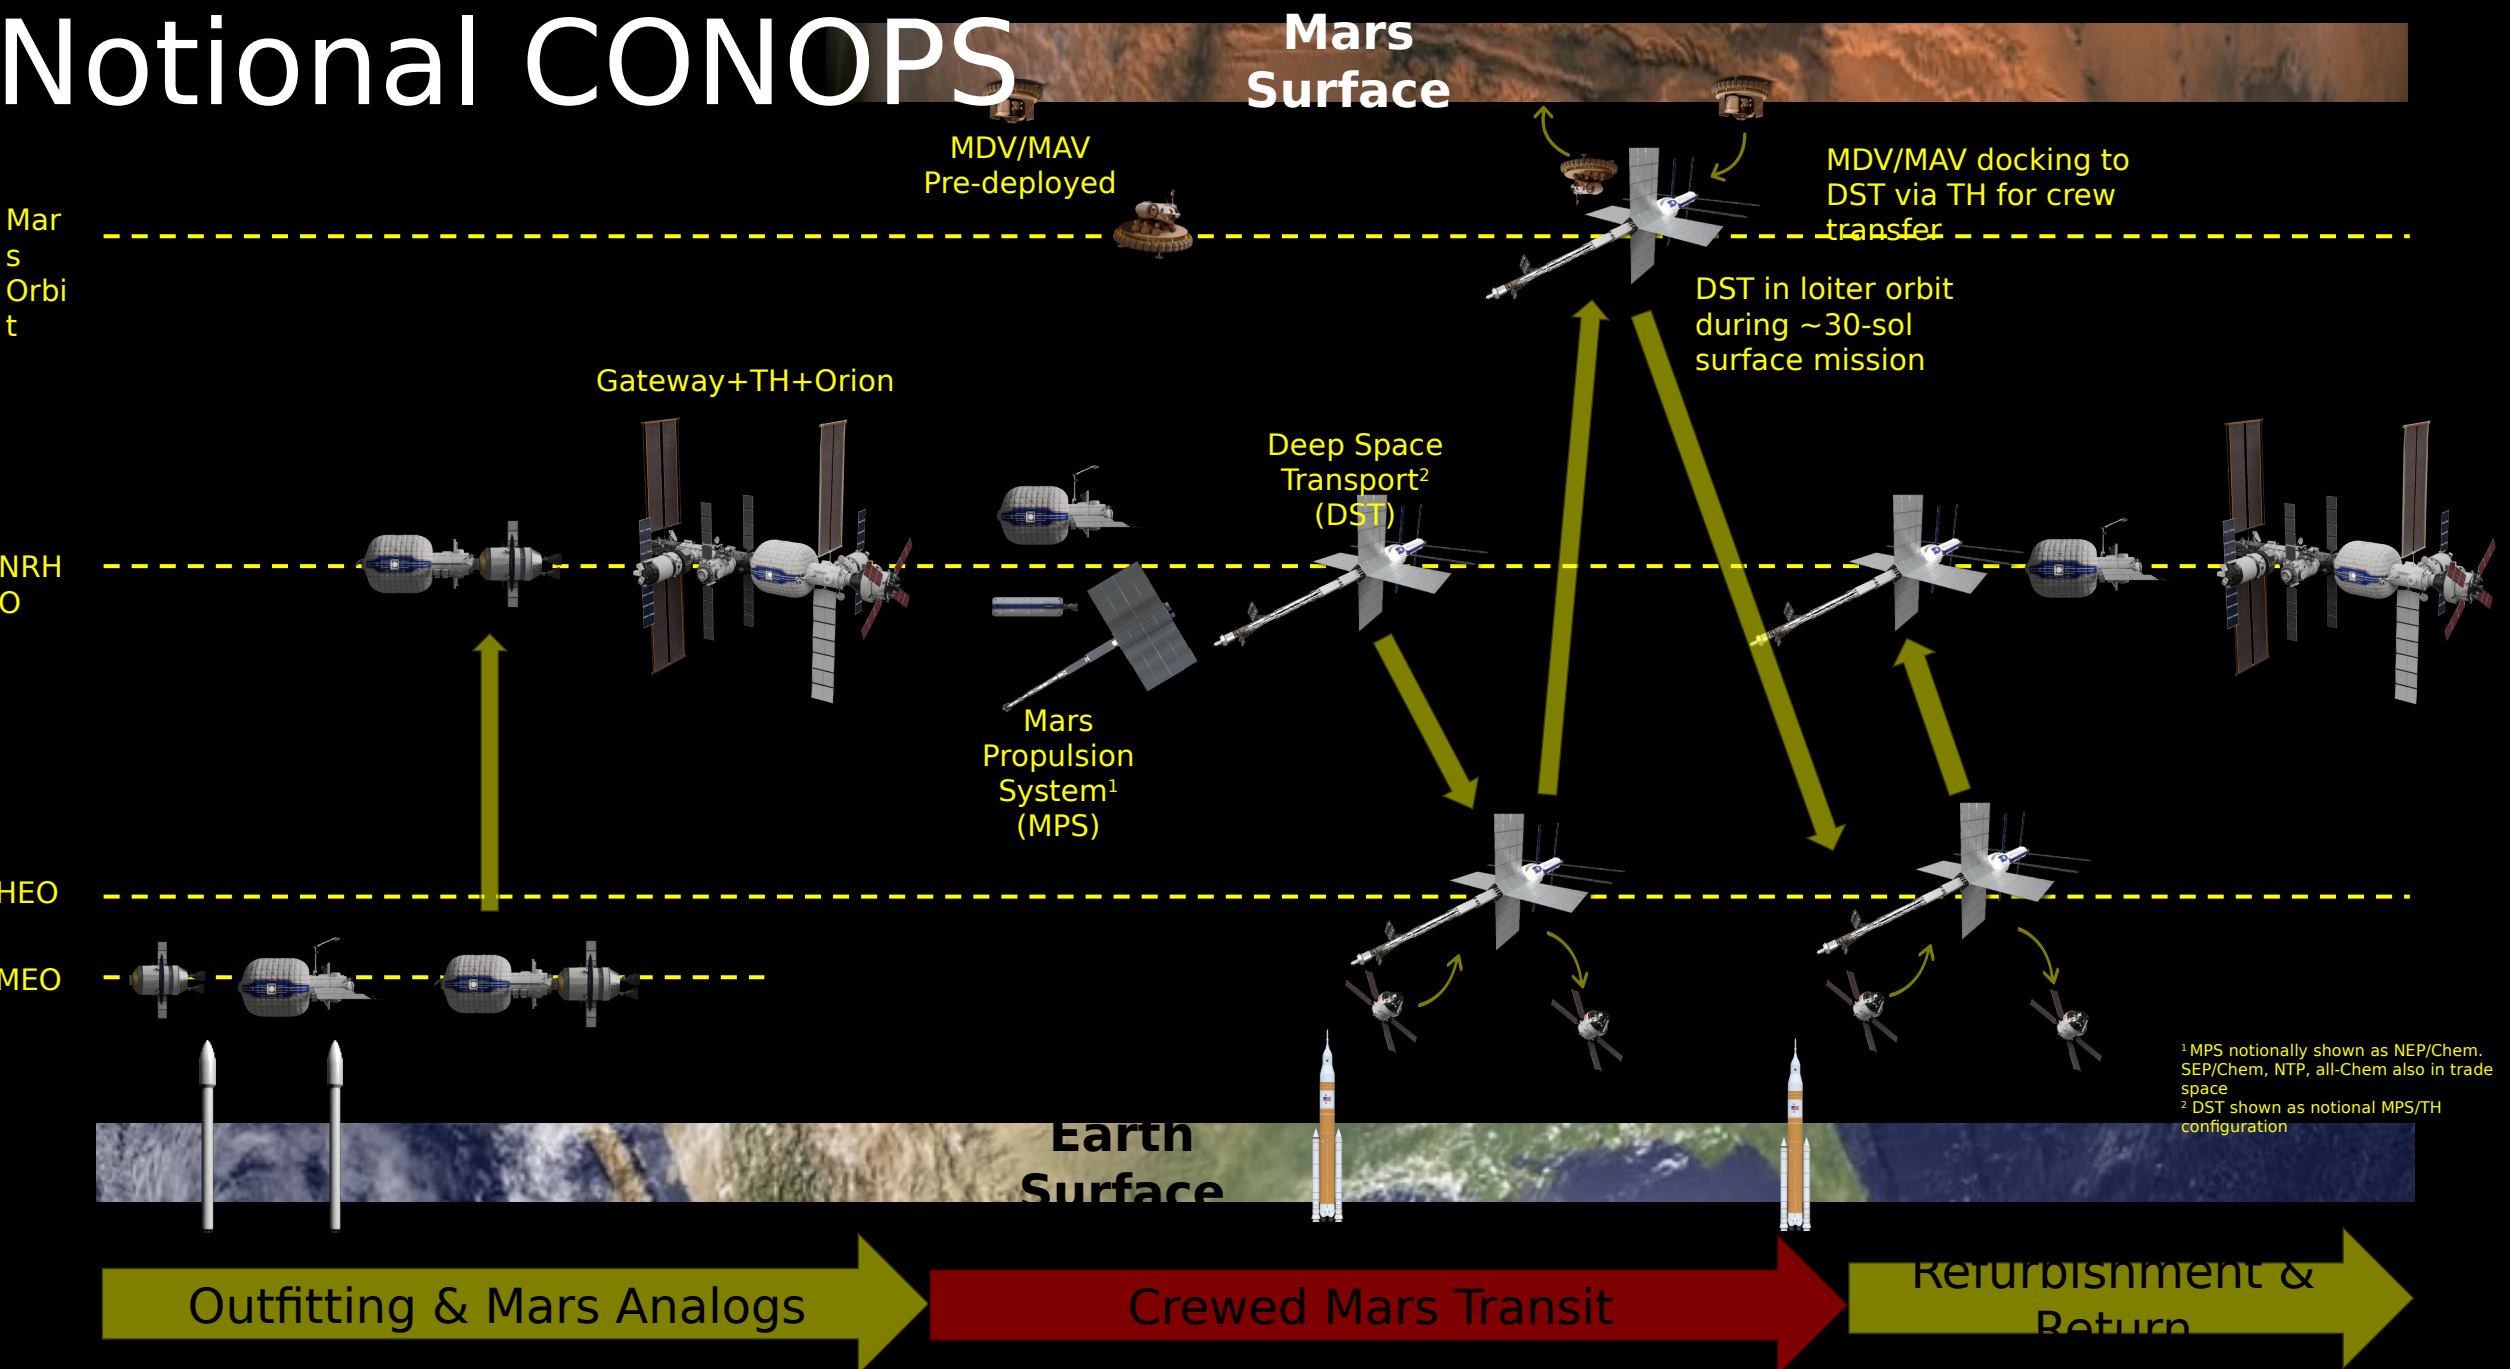 Notional CONOPS
Mars
Surface
MDV/MAV
Pre-deployed
MDV/MAV docking to
DST via TH for crew
transfer
Mar
s
Orbi
t
DST in loiter orbit
during ~30-sol
surface mission
Gateway+TH+Orion
Deep Space
Transport²
(DST)
NRH
O
Mars
Propulsion
System¹
(MPS)
HEO
MEO
¹ MPS notionally shown as NEP/Chem.
SEP/Chem, NTP, all-Chem also in trade
space
² DST shown as notional MPS/TH
configuration
Earth
Surface
Outfitting & Mars Analogs
Crewed Mars Transit
Refurbishment &
Return